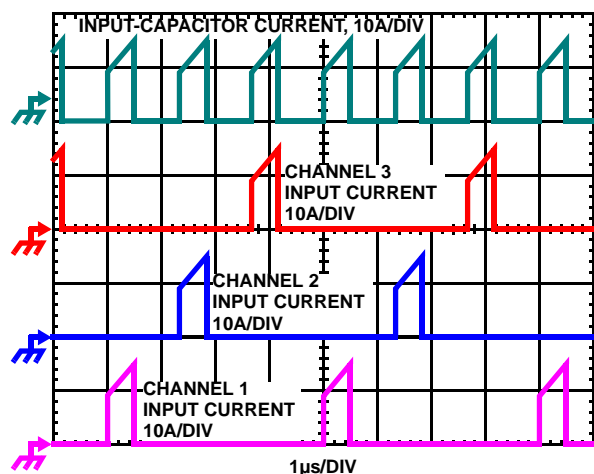 INPUT-CAPACITOR CURRENT, 10A/DIV
CHANNEL 3
INPUT CURRENT
10A/DIV
CHANNEL 2
INPUT CURRENT
10A/DIV
CHANNEL 1
INPUT CURRENT
10A/DIV
1µs/DIV